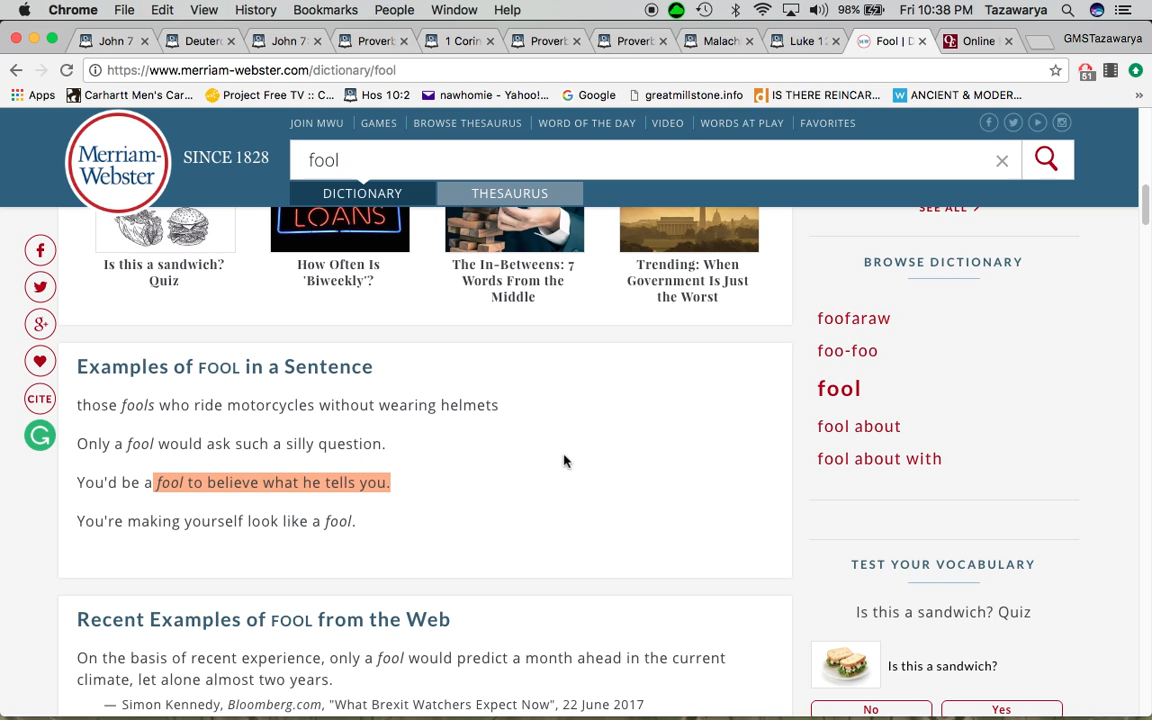 Chrome File Edit View History Bookmarks People Window Help 98% Fri 10:38 PM Tazawarya
John 7 Deutero John 7: Proverb 1 Corin Proverb Proverb Malach Luke 12 Fool | D Online E GMSTazawarya
https://www.merriam-webster.com/dictionary/fool 51
Apps Carhartt Men's Car... Project Free TV :: C... Hos 10:2 nawhomie - Yahoo!... Google greatmillstone.info IS THERE REINCAR... ANCIENT & MODER... »
JOIN MWU GAMES BROWSE THESAURUS WORD OF THE DAY VIDEO WORDS AT PLAY FAVORITES
Merriam-
Webster
SINCE 1828
fool
DICTIONARY THESAURUS
SEE ALL >
LOANS
Is this a sandwich?
Quiz
How Often Is
'Biweekly'?
The In-Betweens: 7
Words From the
Middle
Trending: When
Government Is Just
the Worst
g+
CITE
Examples of FOOL in a Sentence
those fools who ride motorcycles without wearing helmets
Only a fool would ask such a silly question.
You'd be a fool to believe what he tells you.
You're making yourself look like a fool.
Recent Examples of FOOL from the Web
On the basis of recent experience, only a fool would predict a month ahead in the current
climate, let alone almost two years.
— Simon Kennedy, Bloomberg.com, "What Brexit Watchers Expect Now", 22 June 2017
BROWSE DICTIONARY
foofaraw
foo-foo
fool
fool about
fool about with
TEST YOUR VOCABULARY
Is this a sandwich? Quiz
Is this a sandwich?
No Yes